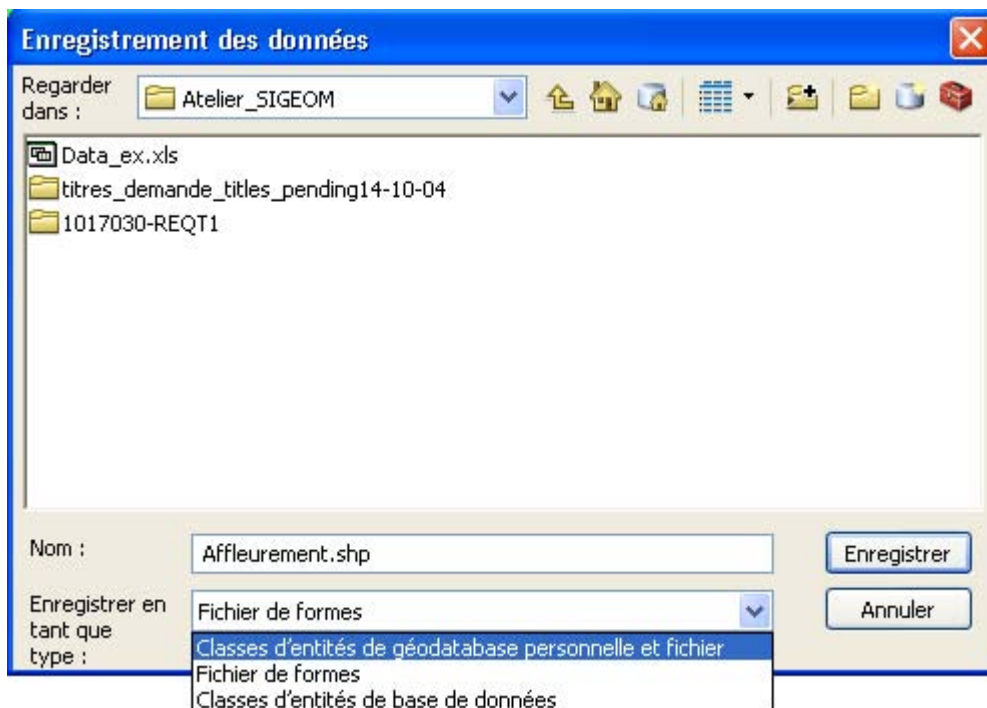 Enregistrement des données
Regarder
dans :
Atelier_SIGEOM
Data_ex.xls
titres_demande_titles_pending14-10-04
1017030-REQT1
Nom :
Affleurement.shp
Enregistrer
Enregistrer en
tant que
type :
Fichier de formes
Annuler
Classes d'entités de géodatabase personnelle et fichier
Fichier de formes
Classes d'entités de base de données